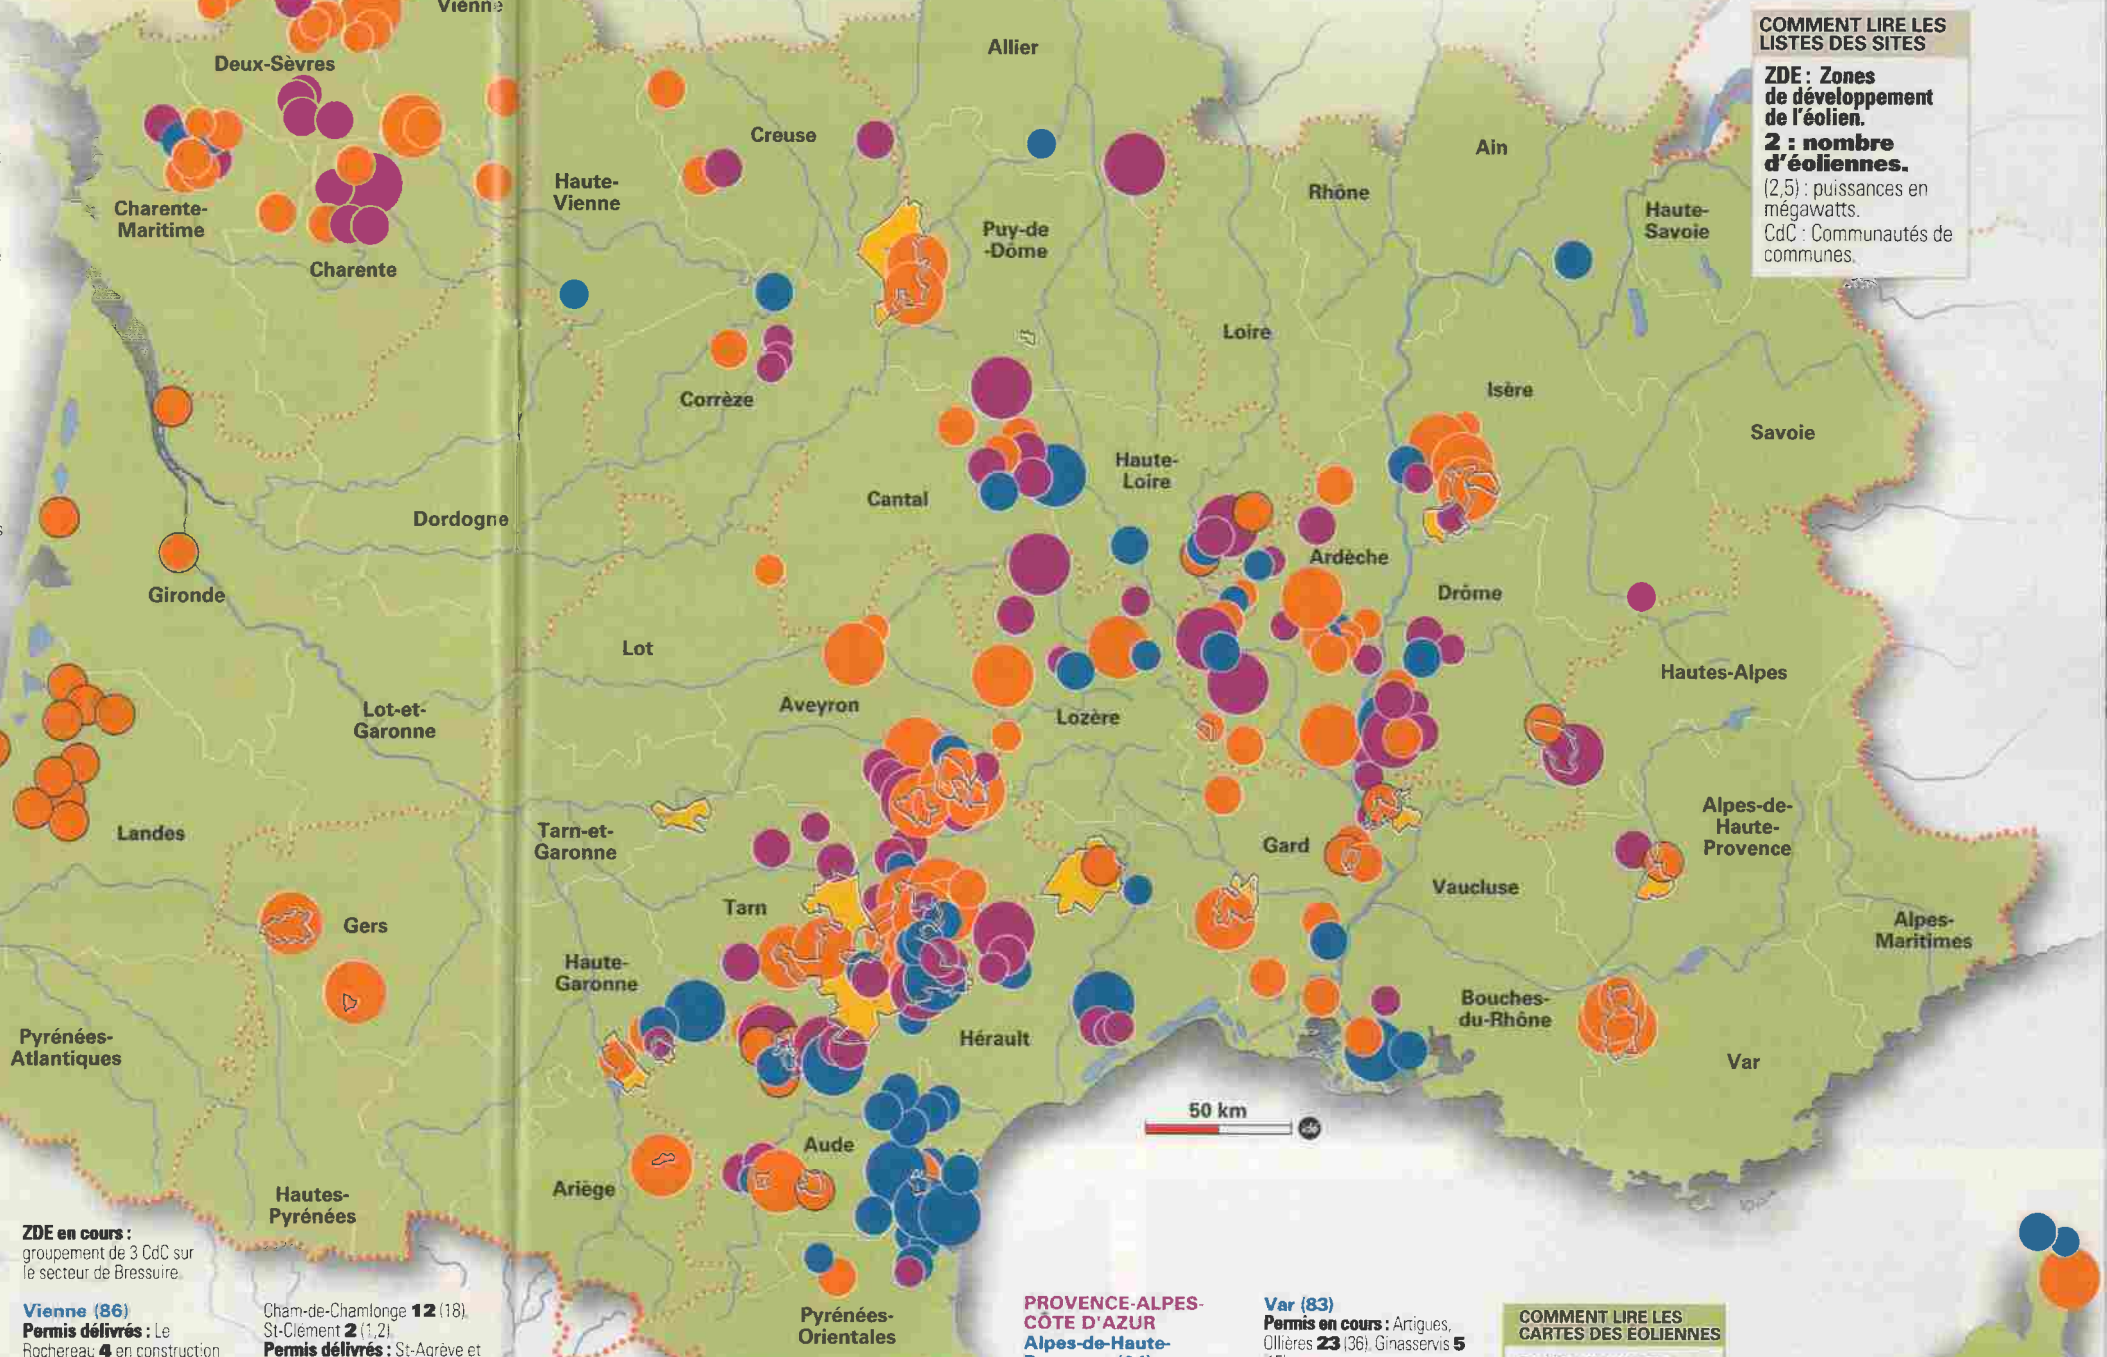 Vienne
Deux-Sèvres
Allier
Creuse
Haute-
Vienne
Charente-
Maritime
Charente
Puy-de
-Dôme
Rhône
Ain
Haute-
Savoie
COMMENT LIRE LES
LISTES DES SITES
ZDE : Zones
de développement
de l'éolien.
2 : nombre
d'éoliennes.
(2,5) : puissances en
mégawatts.
CdC : Communautés de
communes.
Loire
Isère
Savoie
Corrèze
Haute-
Loire
Cantal
Dordogne
Ardèche
Drôme
Gironde
Lot
Hautes-Alpes
Lot-et-
Garonne
Aveyron
Lozère
Landes
Tarn-et-
Garonne
Gard
Vaucluse
Alpes-de-
Haute-
Provence
Alpes-
Maritimes
Tarn
Gers
Haute-
Garonne
Pyrénées-
Atlantiques
Hérault
Bouches-
du-Rhône
Var
50 km
Aude
Ariège
Hautes-
Pyrénées
Pyrénées-
Orientales
ZDE en cours :
groupement de 3 CdC sur
le secteur de Bressuire.
Vienne (86)
Permis délivrés : Le
Rochereau 4 en construction
Cham-de-Chamlonge 12 (18),
St-Clément 2 (1,2).
Permis délivrés : St-Agrève et
PROVENCE-ALPES-
CÔTE D'AZUR
Alpes-de-Haute-
Var (83)
Permis en cours : Artigues,
Ollières 23 (36), Ginasservis 5
COMMENT LIRE LES
CARTES DES ÉOLIENNES